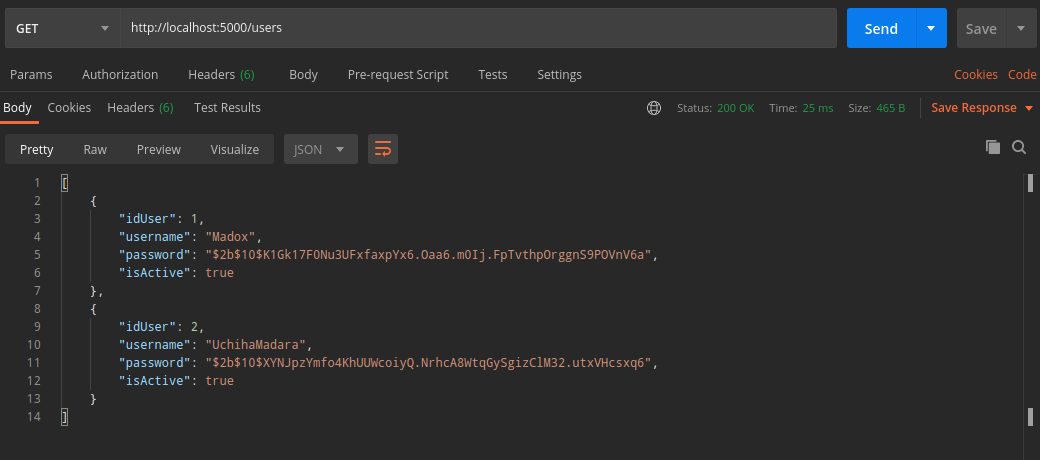 GET http://localhost:5000/users Send Save
Params Authorization Headers (6) Body Pre-request Script Tests Settings Cookies Code
Body Cookies Headers (6) Test Results Status: 200 OK Time: 25 ms Size: 465 B Save Response
Pretty Raw Preview Visualize JSON
1 [
2 {
3 "idUser": 1,
4 "username": "Madox",
5 "password": "$2b$10$K1Gk17F0Nu3UFxfaxpYx6.Oaa6.m0Ij.FpTvthpOrggnS9POVnV6a",
6 "isActive": true
7 },
8 {
9 "idUser": 2,
10 "username": "UchihaMadara",
11 "password": "$2b$10$XYNJpzYmfo4KhUUWcoiyQ.NrhcA8WtqGySgizClM32.utxVHcsxq6",
12 "isActive": true
13 }
14 ]